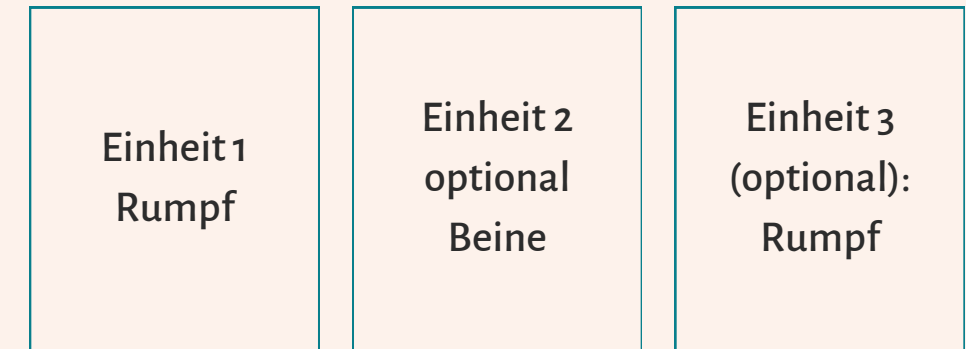 Einheit 1
Rumpf
Einheit 2
optional
Beine
Einheit 3
(optional):
Rumpf